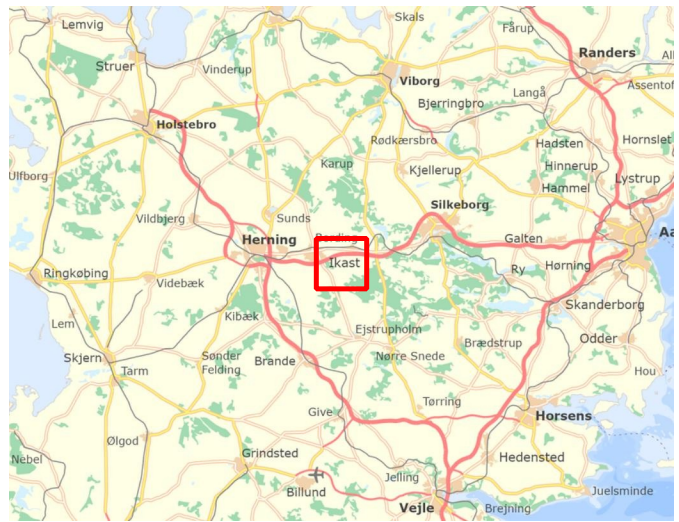 Lemvig
Skals
Fårup
Randers
Struer
Vinderup
Viborg
Langå
Bjerringbro
Holstebro
Rødkærsbro
Hadsten
Hornslet
Hinnerup
Karup
Kjellerup
Hammel
Lystrup
Ulfborg
Vildbjerg
Sunds
Silkeborg
Herning
Galten
Ikast
Ry
Hørning
Ringkøbing
Videbæk
Skanderborg
Kibæk
Lem
Ejstrupholm
Odder
Brædstrup
Skjern
Sønder
Felding
Brande
Nørre Snede
Tarm
Hou
Give
Tørring
Horsens
Ølgod
Nebel
Grindsted
Hedensted
Billund
Jelling
Juelsminde
Vejle
Brejning